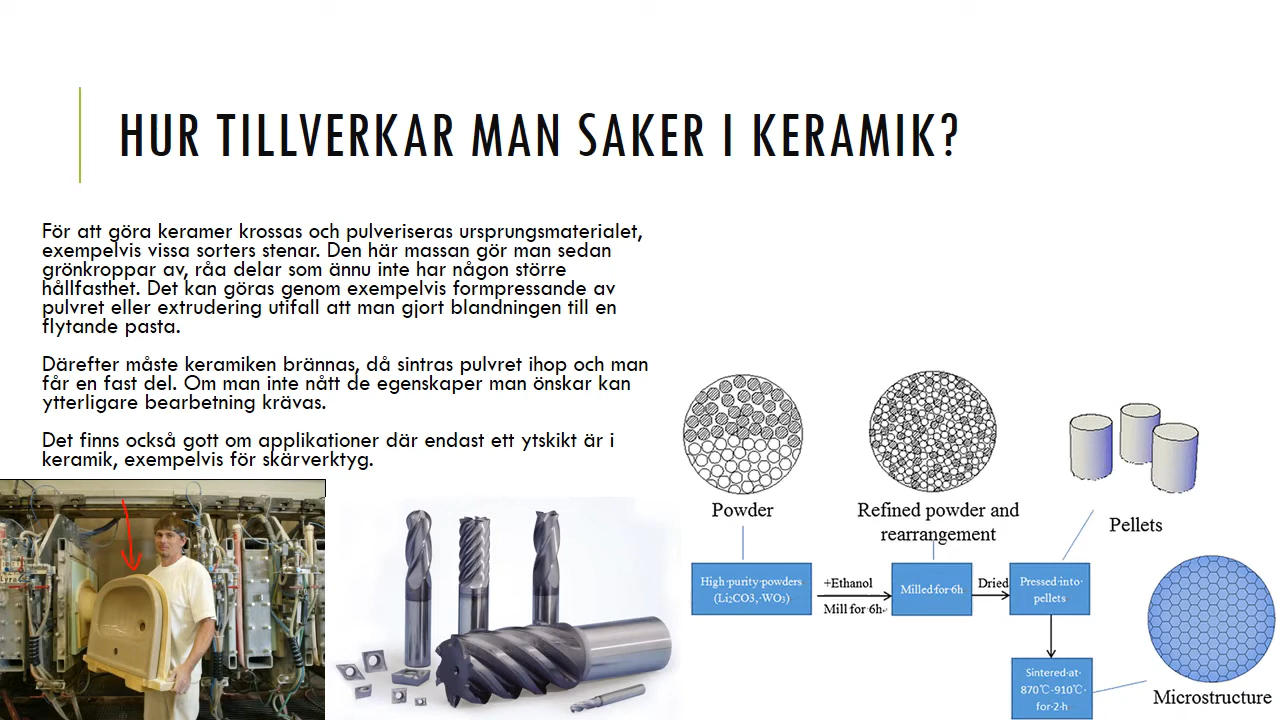 HUR TILLVERKAR MAN SAKER I KERAMIK?
För att göra keramer krossas och pulveriseras ursprungsmaterialet,
exempelvis vissa sorters stenar. Den här massan gör man sedan
grönkroppar av, råa delar som ännu inte har någon större
hållfasthet. Det kan göras genom exempelvis formpressande av
pulvret eller extrudering utifall att man gjort blandningen till en
flytande pasta.
Därefter måste keramiken brännas, då sintras pulvret ihop och man
får en fast del. Om man inte nått de egenskaper man önskar kan
ytterligare bearbetning krävas.
Det finns också gott om applikationer där endast ett ytskikt är i
keramik, exempelvis för skärverktyg.
Powder
Refined powder and
rearrangement
Pellets
High·purity·powders
(Li2CO3,·WO3)
+Ethanol
Mill for 6h
Milled·for·6h
Dried
Pressed·into·
pellets
Sintered·at·
870℃-910℃·
for·2·h
Microstructure